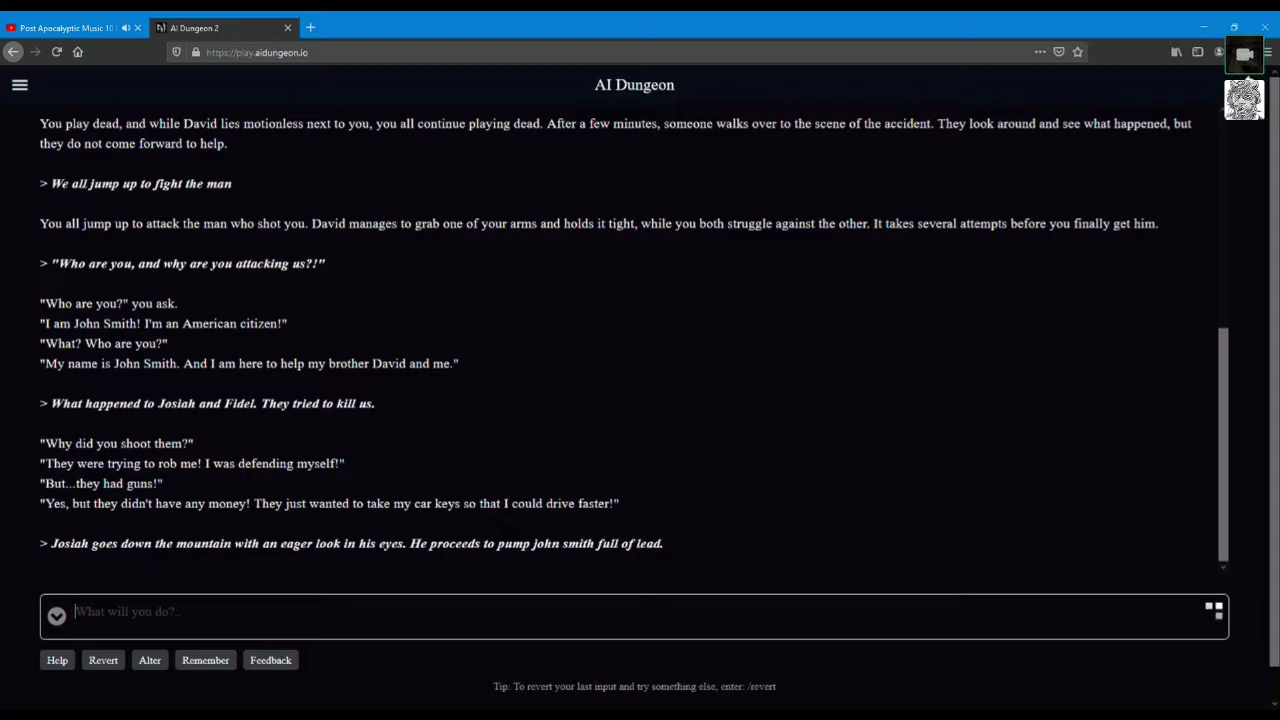 Post Apocalyptic Music 10
AI Dungeon 2
https://play.aidungeon.io
AI Dungeon
You play dead, and while David lies motionless next to you, you all continue playing dead. After a few minutes, someone walks over to the scene of the accident. They look around and see what happened, but
they do not come forward to help.
> We all jump up to fight the man
You all jump up to attack the man who shot you. David manages to grab one of your arms and holds it tight, while you both struggle against the other. It takes several attempts before you finally get him.
> "Who are you, and why are you attacking us?!"
"Who are you?" you ask.
"I am John Smith! I'm an American citizen!"
"What? Who are you?"
"My name is John Smith. And I am here to help my brother David and me."
> What happened to Josiah and Fidel. They tried to kill us.
"Why did you shoot them?"
"They were trying to rob me! I was defending myself!"
"But...they had guns!"
"Yes, but they didn't have any money! They just wanted to take my car keys so that I could drive faster!"
> Josiah goes down the mountain with an eager look in his eyes. He proceeds to pump john smith full of lead.
What will you do?..
Help Revert Alter Remember Feedback
Tip: To revert your last input and try something else, enter: /revert